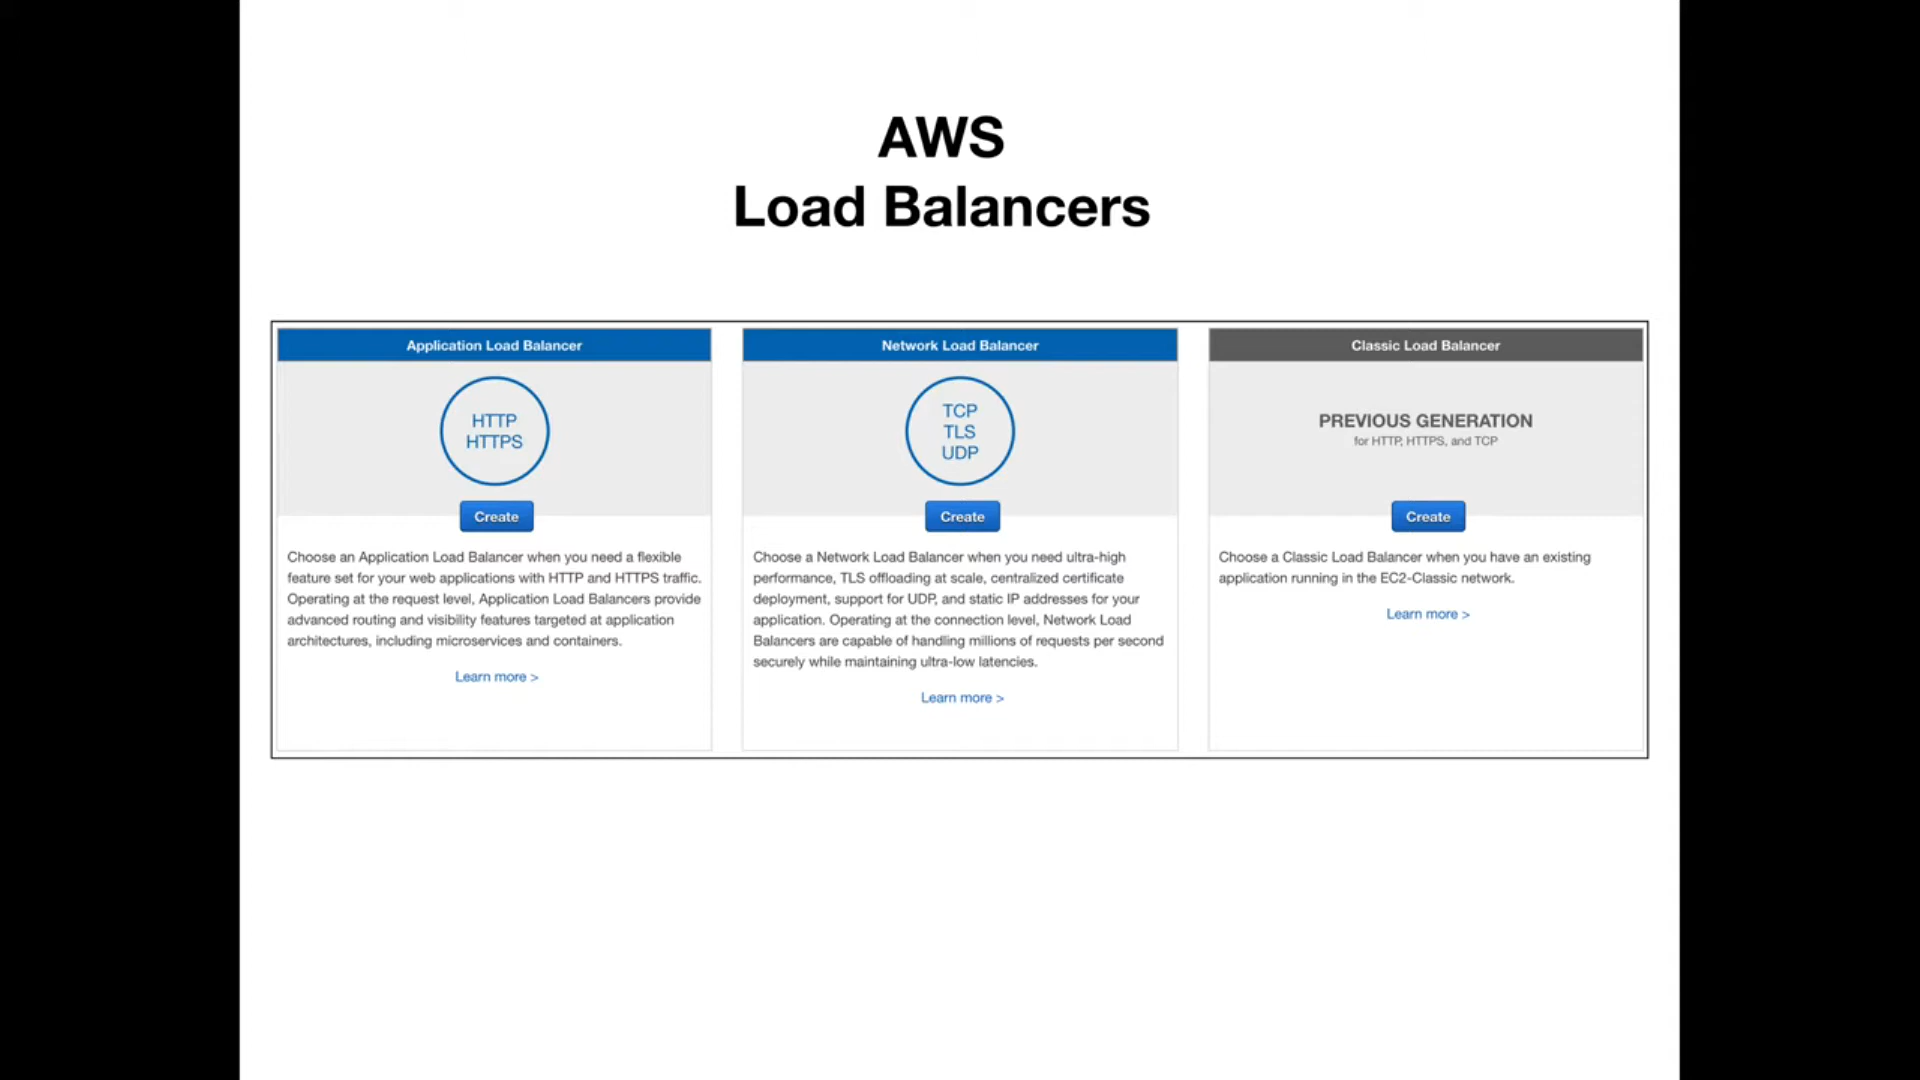 AWS
Load Balancers
Application Load Balancer
HTTP
HTTPS
Create
Choose an Application Load Balancer when you need a flexible
feature set for your web applications with HTTP and HTTPS traffic.
Operating at the request level, Application Load Balancers provide
advanced routing and visibility features targeted at application
architectures, including microservices and containers.
Learn more >
Network Load Balancer
TCP
TLS
UDP
Create
Choose a Network Load Balancer when you need ultra-high
performance, TLS offloading at scale, centralized certificate
deployment, support for UDP, and static IP addresses for your
application. Operating at the connection level, Network Load
Balancers are capable of handling millions of requests per second
securely while maintaining ultra-low latencies.
Learn more >
Classic Load Balancer
PREVIOUS GENERATION
for HTTP, HTTPS, and TCP
Create
Choose a Classic Load Balancer when you have an existing
application running in the EC2-Classic network.
Learn more >